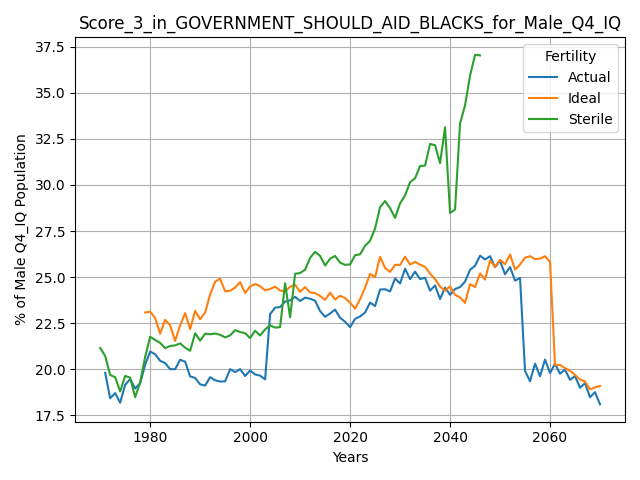 Score_3_in_GOVERNMENT_SHOULD_AID_BLACKS_for_Male_Q4_IQ
37.5
35.0
32.5
30.0
27.5
25.0
22.5
20.0
17.5
% of Male Q4_IQ Population
Fertility
Actual
Ideal
Sterile
1980
2000
2020
2040
2060
Years